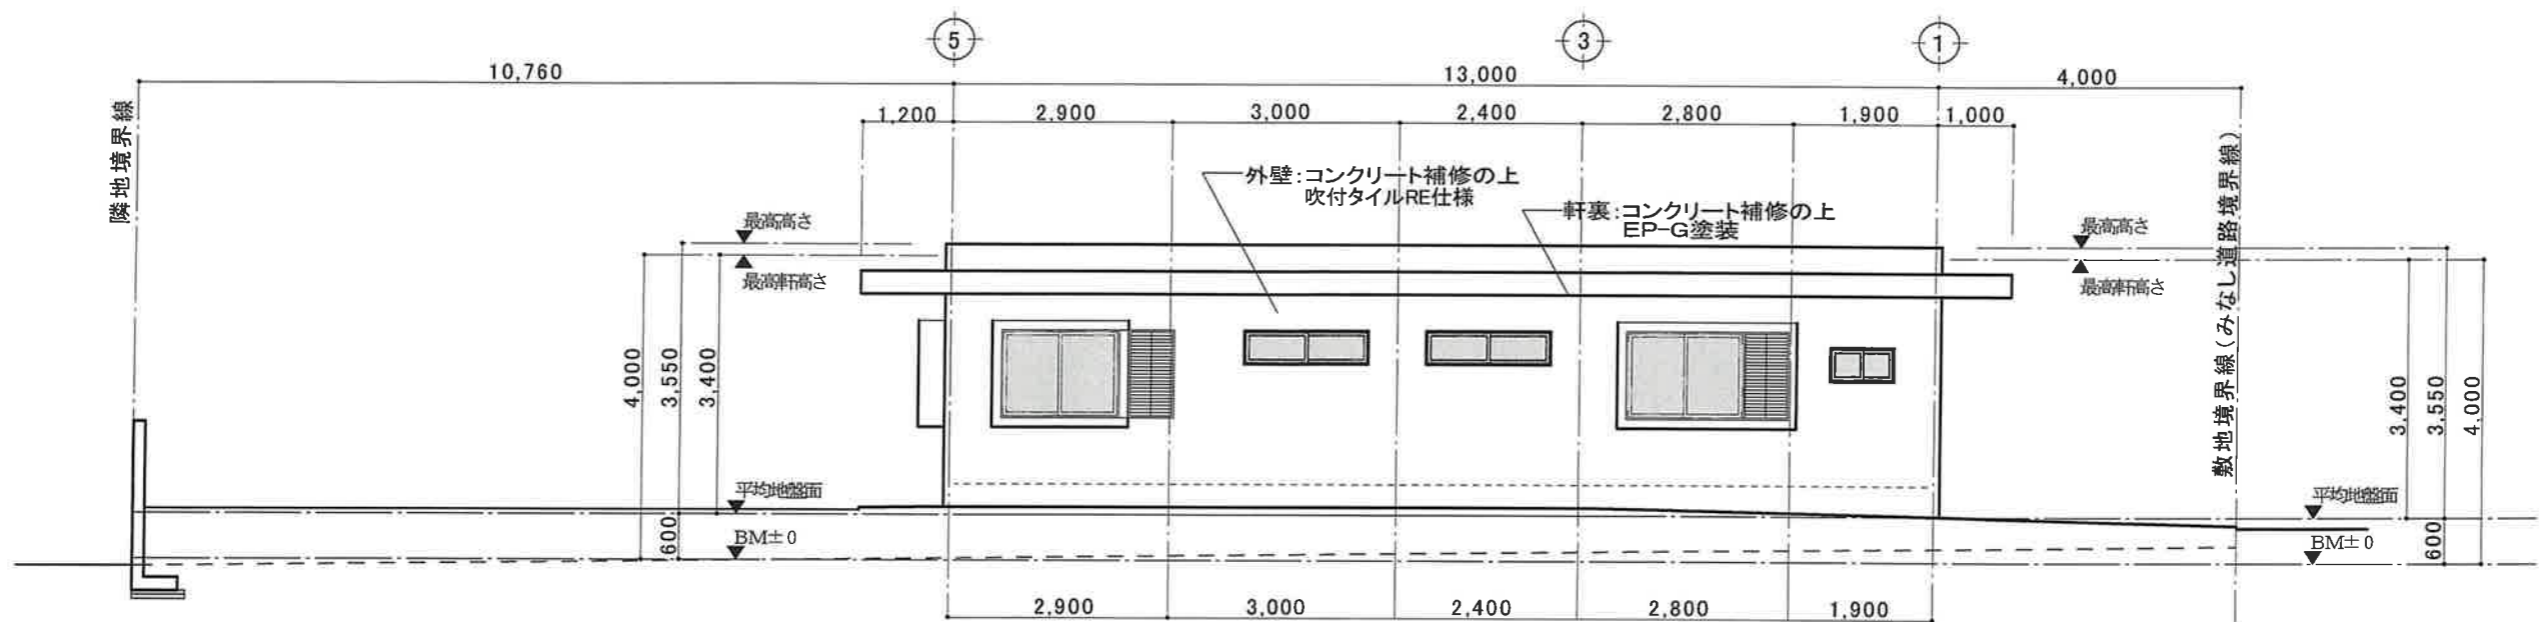 5
3
1
10,760
13,000
4,000
1,200
2,900
3,000
2,400
2,800
1,900
1,000
隣地境界線
外壁:コンクリート補修の上
吹付タイルRE仕様
軒裏:コンクリート補修の上
EP-G塗装
敷地境界線(みなし道路境界線)
最高高さ
最高軒高さ
最高高さ
最高軒高さ
4,000
3,550
3,400
3,400
3,550
4,000
平均地盤面
平均地盤面
600
BM±0
BM±0
600
2,900
3,000
2,400
2,800
1,900